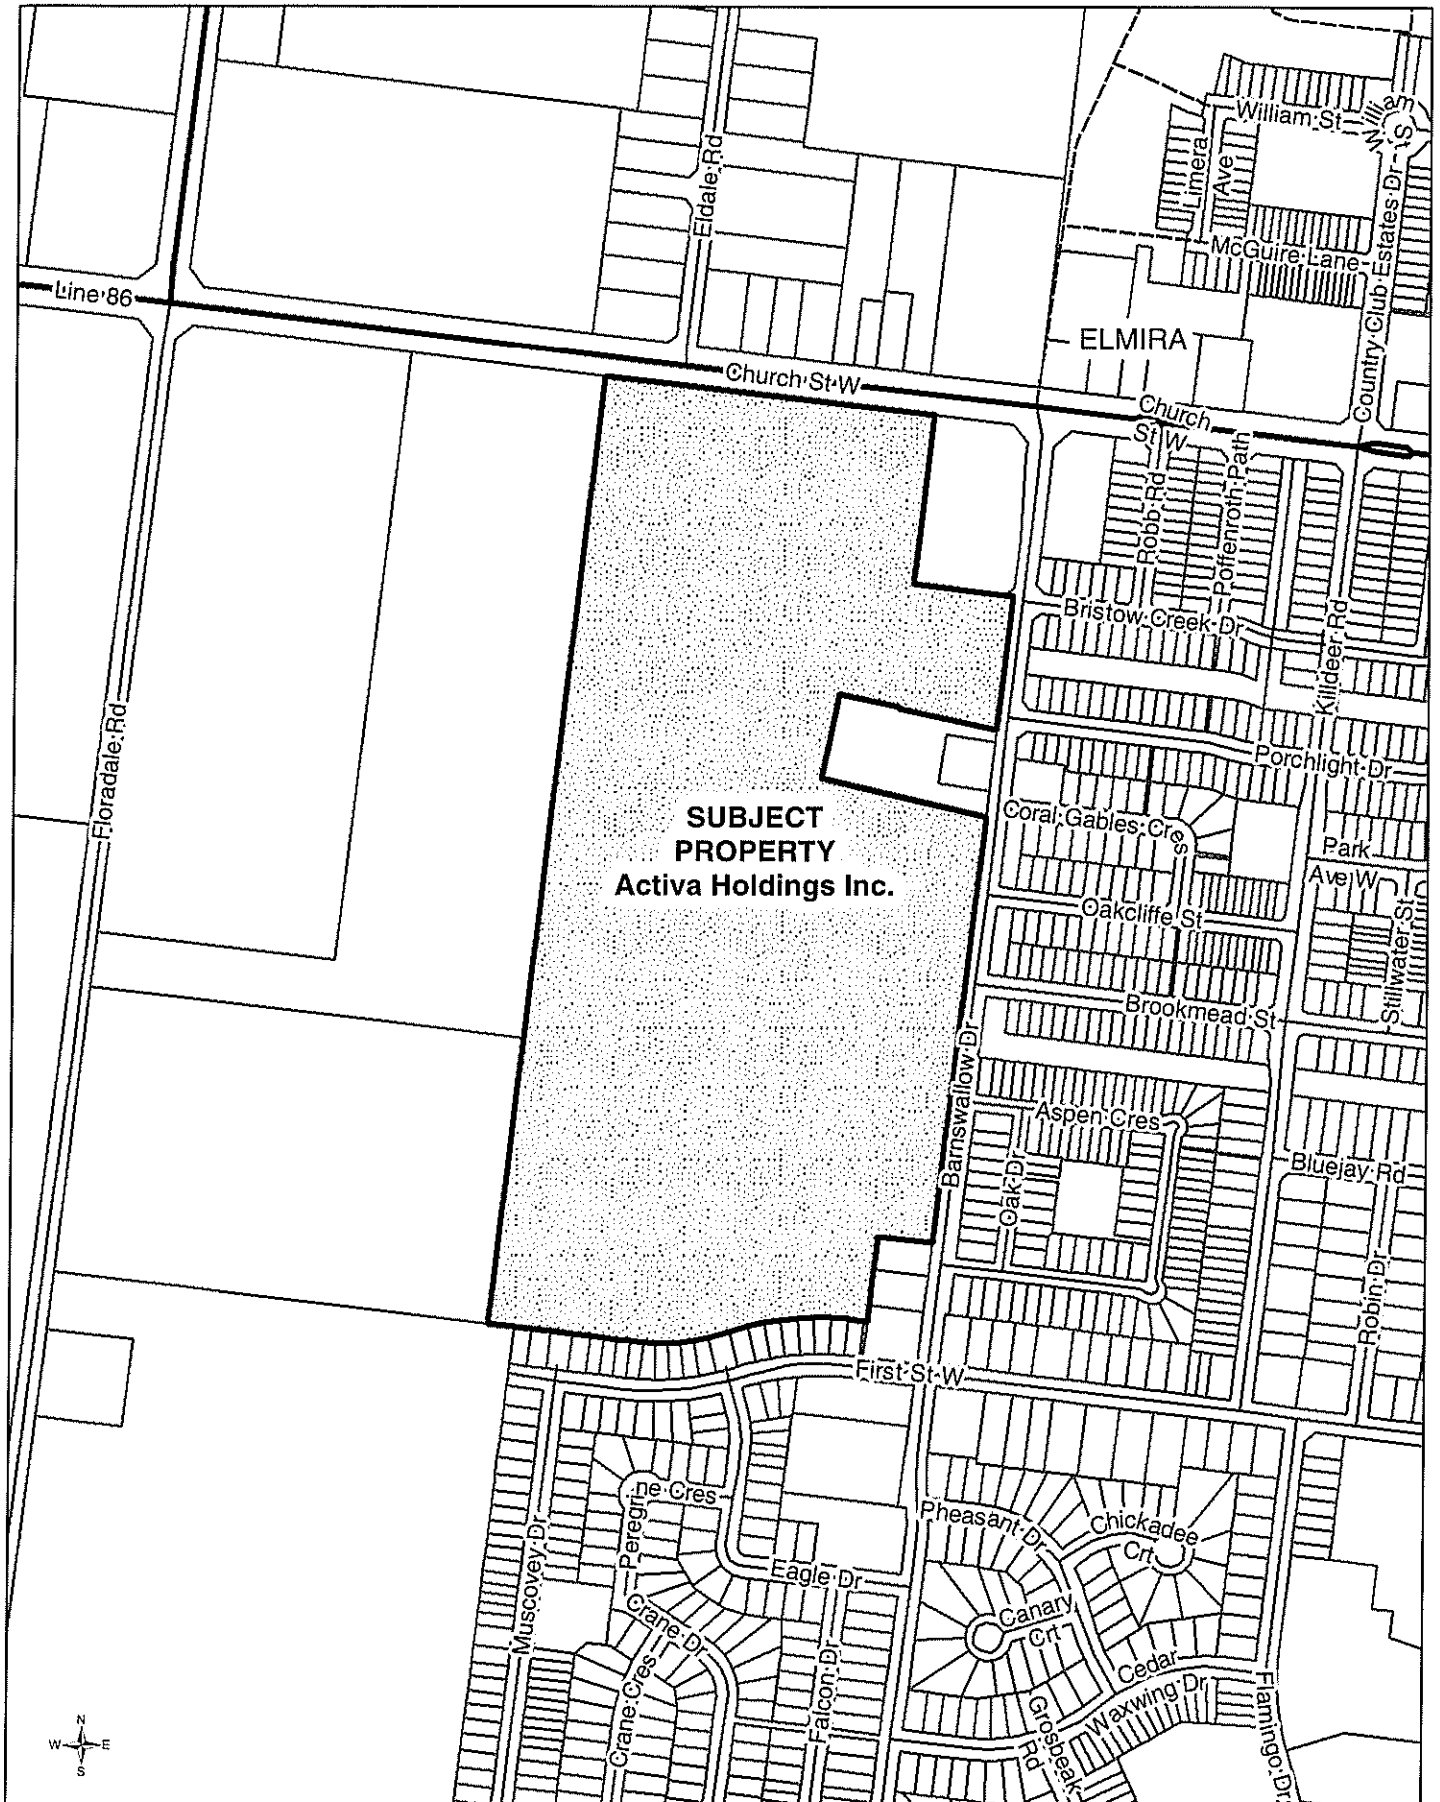 William St
William
St
Limera
Ave
Eldale Rd
McGuire Lane
Country Club Estates Dr
Line 86
ELMIRA
Church St W
Church
St W
Robb Rd
Poffenroth Path
Bristow Creek Dr
Killdeer Rd
Floradale Rd
Porchlight Dr
SUBJECT
PROPERTY
Activa Holdings Inc.
Coral Gables Cres
Park
Ave W
Oakcliffe St
Stillwater St
Brookmead St
Barnswallow Dr
Aspen Cres
Oak Dr
Bluejay Rd
Robin Dr
First St W
Peregrine Cres
Muscovey Dr
Pheasant Dr
Chickadee
Crt
Eagle Dr
Crane Dr
Canary
Crt
Crane Cres
Falcon Dr
Cedar
Waxwing Dr
Grosbeak
Rd
Flamingo Dr
N
W E
S